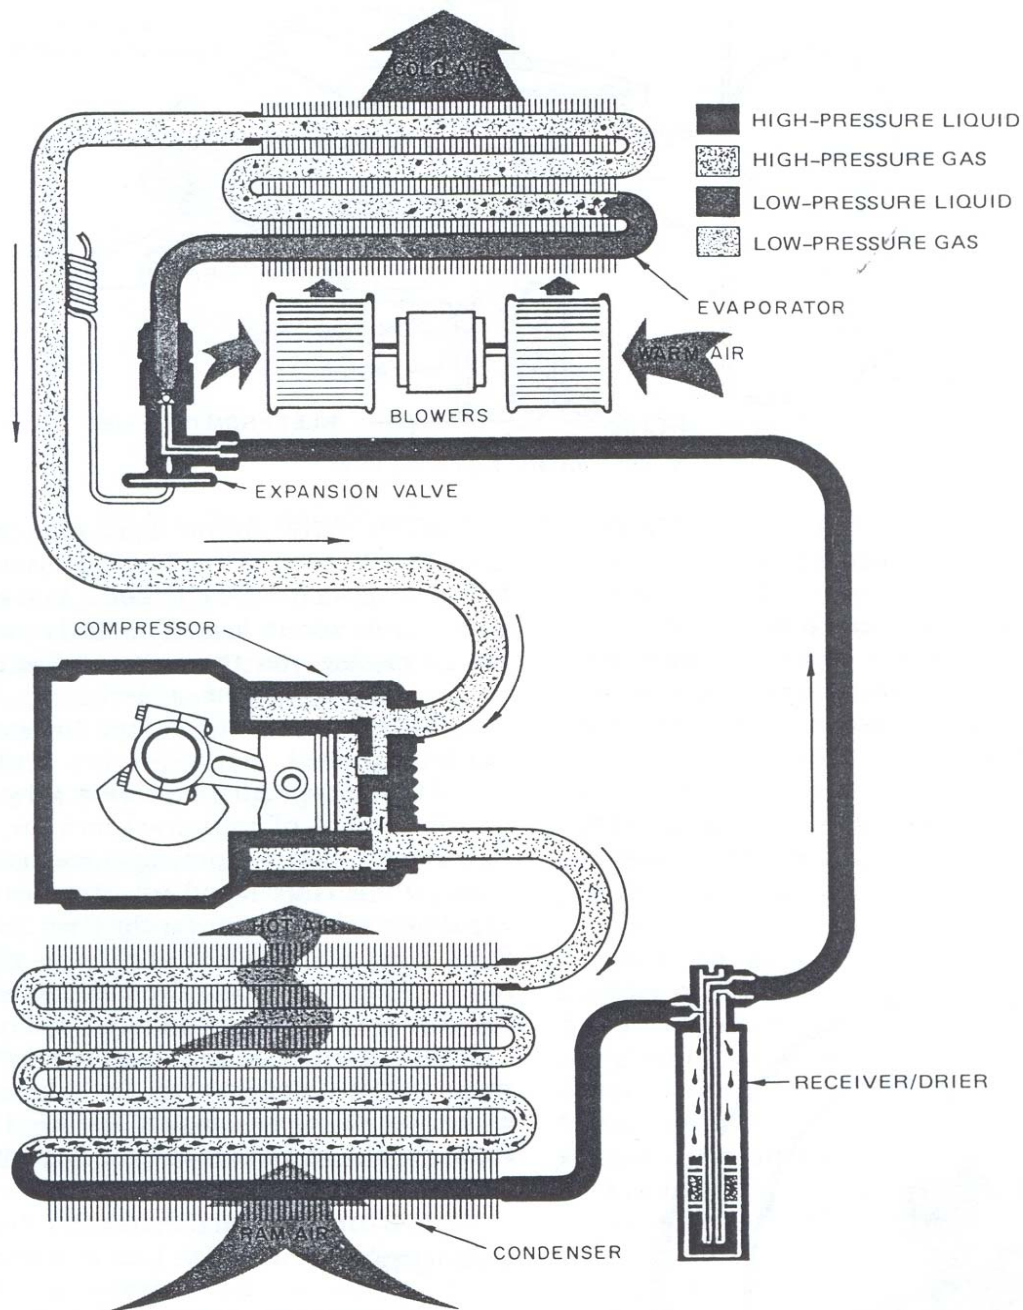 COLD AIR
HIGH-PRESSURE LIQUID
HIGH-PRESSURE GAS
LOW-PRESSURE LIQUID
LOW-PRESSURE GAS
EVAPORATOR
WARM AIR
BLOWERS
EXPANSION VALVE
COMPRESSOR
HOT AIR
RECEIVER/DRIER
RAM AIR
CONDENSER